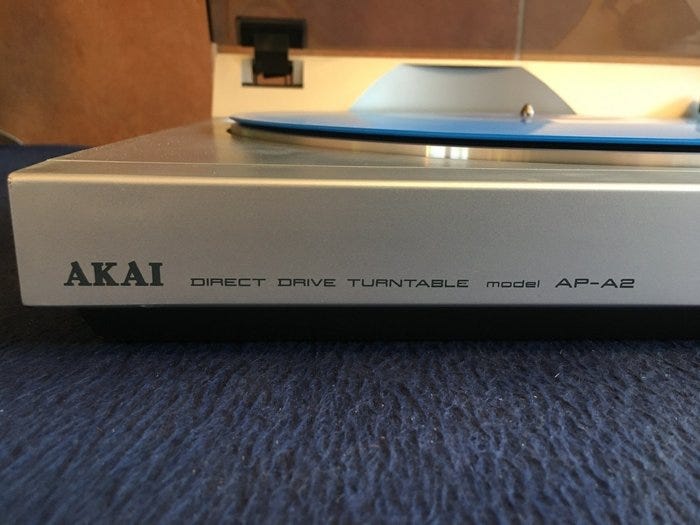 AKAI DIRECT DRIVE TURNTABLE model AP-A2